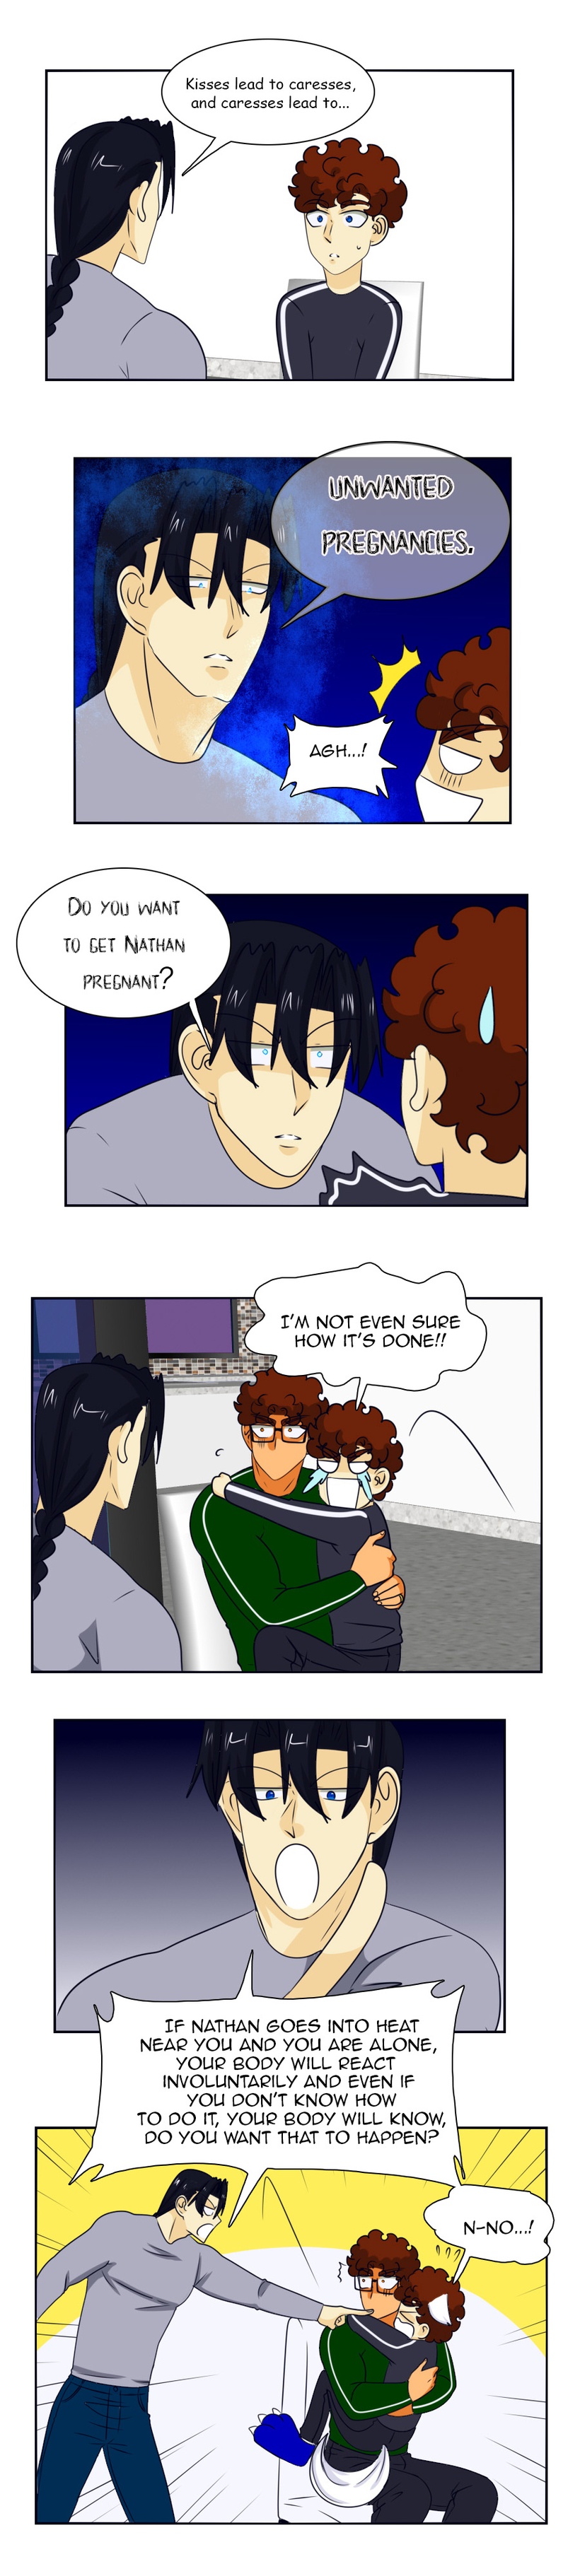 Kisses lead to caresses,
and caresses lead to...
UNWANTED
PREGNANCIES.
AGH...!
DO YOU WANT
TO GET NATHAN
PREGNANT?
I'M NOT EVEN SURE
HOW IT'S DONE!!
IF NATHAN GOES INTO HEAT
NEAR YOU AND YOU ARE ALONE,
YOUR BODY WILL REACT
INVOLUNTARILY AND EVEN IF
YOU DON'T KNOW HOW
TO DO IT, YOUR BODY WILL KNOW,
DO YOU WANT THAT TO HAPPEN?
N-NO...!